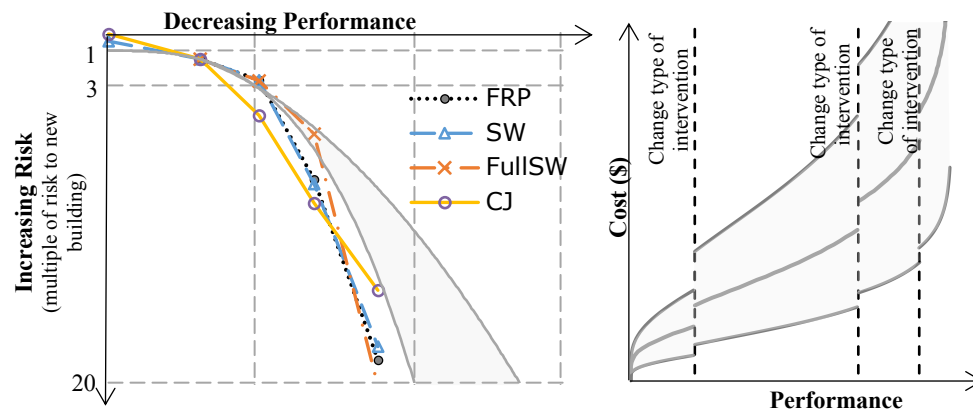 Decreasing Performance
1
3
20
Increasing Risk
(multiple of risk to new
building)
FRP
SW
FullSW
CJ
Cost ($)
Change type of
intervention
Change type of
intervention
Change type
of intervention
Performance